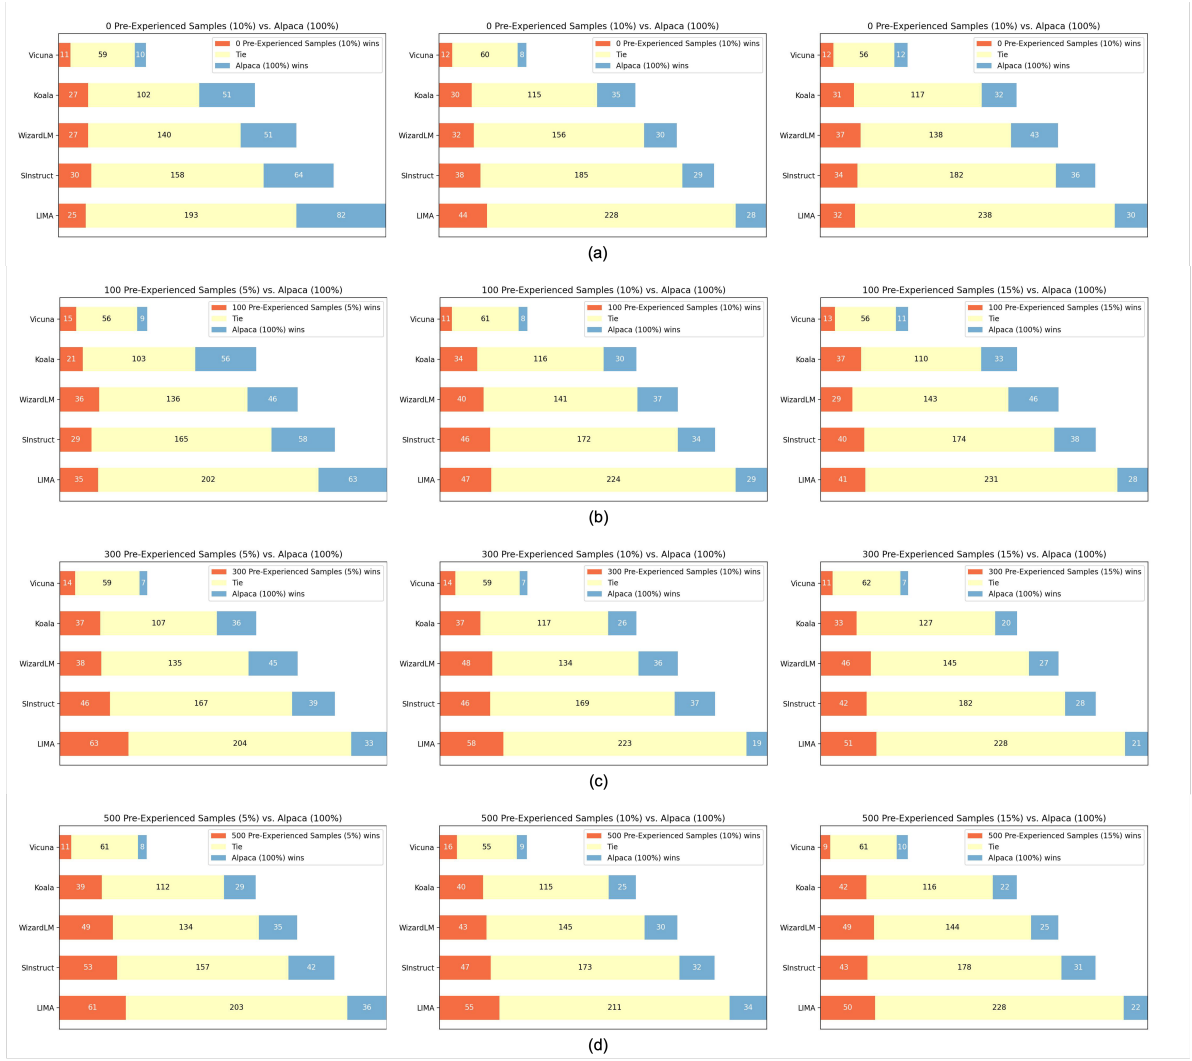 0 Pre-Experienced Samples (10%) vs. Alpaca (100%)
0 Pre-Experienced Samples (10%) wins
Tie
Alpaca (100%) wins
Vicuna 11 59 10
Koala 27 102 51
WizardLM 27 140 51
SInstruct 30 158 64
LIMA 25 193 82
0 Pre-Experienced Samples (10%) vs. Alpaca (100%)
0 Pre-Experienced Samples (10%) wins
Tie
Alpaca (100%) wins
Vicuna 12 60 8
Koala 30 115 35
WizardLM 32 156 30
SInstruct 38 185 29
LIMA 44 228 28
0 Pre-Experienced Samples (10%) vs. Alpaca (100%)
0 Pre-Experienced Samples (10%) wins
Tie
Alpaca (100%) wins
Vicuna 12 56 12
Koala 31 117 32
WizardLM 37 138 43
SInstruct 34 182 36
LIMA 32 238 30
(a)
100 Pre-Experienced Samples (5%) vs. Alpaca (100%)
100 Pre-Experienced Samples (5%) wins
Tie
Alpaca (100%) wins
Vicuna 15 56 9
Koala 21 103 56
WizardLM 36 136 46
SInstruct 29 165 58
LIMA 35 202 63
100 Pre-Experienced Samples (10%) vs. Alpaca (100%)
100 Pre-Experienced Samples (10%) wins
Tie
Alpaca (100%) wins
Vicuna 11 61 8
Koala 34 116 30
WizardLM 40 141 37
SInstruct 46 172 34
LIMA 47 224 29
100 Pre-Experienced Samples (15%) vs. Alpaca (100%)
100 Pre-Experienced Samples (15%) wins
Tie
Alpaca (100%) wins
Vicuna 13 56 11
Koala 37 110 33
WizardLM 29 143 46
SInstruct 40 174 38
LIMA 41 231 28
(b)
300 Pre-Experienced Samples (5%) vs. Alpaca (100%)
300 Pre-Experienced Samples (5%) wins
Tie
Alpaca (100%) wins
Vicuna 14 59 7
Koala 37 107 36
WizardLM 38 135 45
SInstruct 46 167 39
LIMA 63 204 33
300 Pre-Experienced Samples (10%) vs. Alpaca (100%)
300 Pre-Experienced Samples (10%) wins
Tie
Alpaca (100%) wins
Vicuna 14 59 7
Koala 37 117 26
WizardLM 48 134 36
SInstruct 46 169 37
LIMA 58 223 19
300 Pre-Experienced Samples (15%) vs. Alpaca (100%)
300 Pre-Experienced Samples (15%) wins
Tie
Alpaca (100%) wins
Vicuna 11 62 7
Koala 33 127 20
WizardLM 46 145 27
SInstruct 42 182 28
LIMA 51 228 21
(c)
500 Pre-Experienced Samples (5%) vs. Alpaca (100%)
500 Pre-Experienced Samples (5%) wins
Tie
Alpaca (100%) wins
Vicuna 11 61 8
Koala 39 112 29
WizardLM 49 134 35
SInstruct 53 157 42
LIMA 61 203 36
500 Pre-Experienced Samples (10%) vs. Alpaca (100%)
500 Pre-Experienced Samples (10%) wins
Tie
Alpaca (100%) wins
Vicuna 16 55 9
Koala 40 115 25
WizardLM 43 145 30
SInstruct 47 173 32
LIMA 55 211 34
500 Pre-Experienced Samples (15%) vs. Alpaca (100%)
500 Pre-Experienced Samples (15%) wins
Tie
Alpaca (100%) wins
Vicuna 9 61 10
Koala 42 116 22
WizardLM 49 144 25
SInstruct 43 178 31
LIMA 50 228 22
(d)